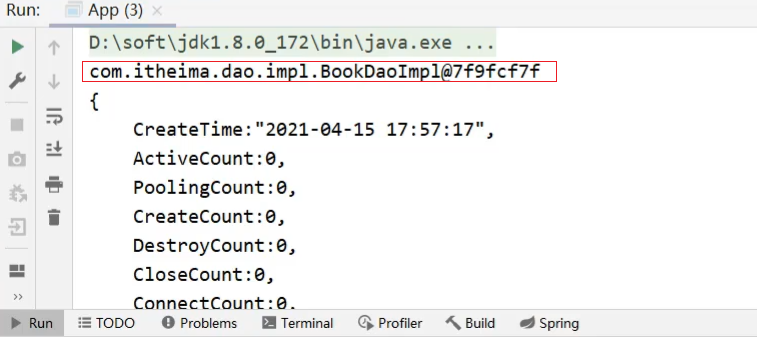 Run: App (3)
D:\soft\jdk1.8.0_172\bin\java.exe ...
com.itheima.dao.impl.BookDaoImpl@7f9fcf7f
{
CreateTime:"2021-04-15 17:57:17",
ActiveCount:0,
PoolingCount:0,
CreateCount:0,
DestroyCount:0,
CloseCount:0,
ConnectCount:0,
Run TODO Problems Terminal Profiler Build Spring